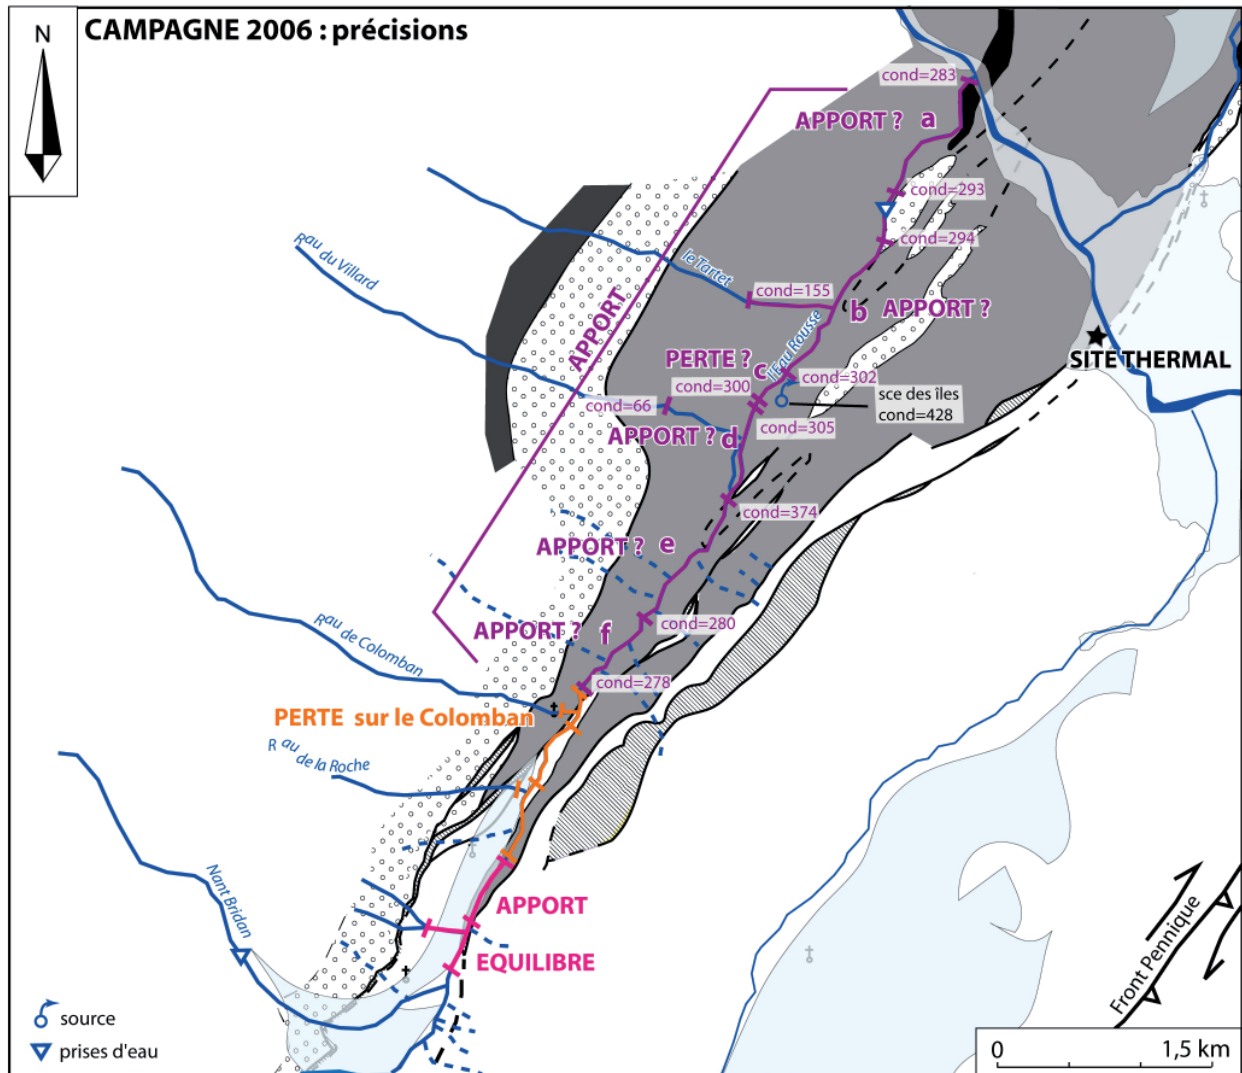 N
CAMPAGNE 2006 : précisions
cond=283
APPORT ? a
cond=293
cond=294
Rau du Villard
le Tartet
cond=155
b APPORT ?
APPORT
l'Eau Rousse
SITE THERMAL
PERTE ?
c
cond=302
cond=300
sce des îles
cond=428
cond=66
cond=305
APPORT ? d
cond=374
APPORT ? e
cond=280
APPORT ? f
Rau de Colomban
cond=278
PERTE sur le Colomban
Rau de la Roche
Nant Bridan
APPORT
EQUILIBRE
Front Pennique
source
prises d'eau
0 1,5 km